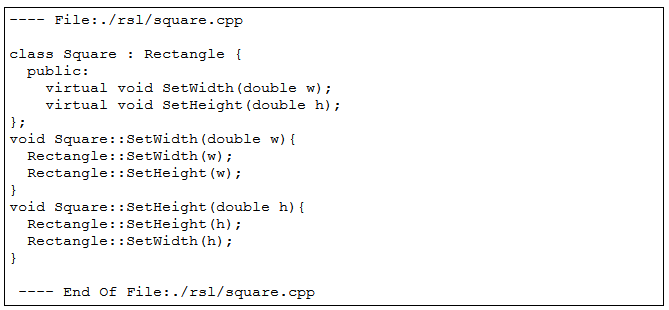 ---- File:./rsl/square.cpp
class Square : Rectangle {
  public:
    virtual void SetWidth(double w);
    virtual void SetHeight(double h);
};
void Square::SetWidth(double w){
  Rectangle::SetWidth(w);
  Rectangle::SetHeight(w);
}
void Square::SetHeight(double h){
  Rectangle::SetHeight(h);
  Rectangle::SetWidth(h);
}
 ---- End Of File:./rsl/square.cpp